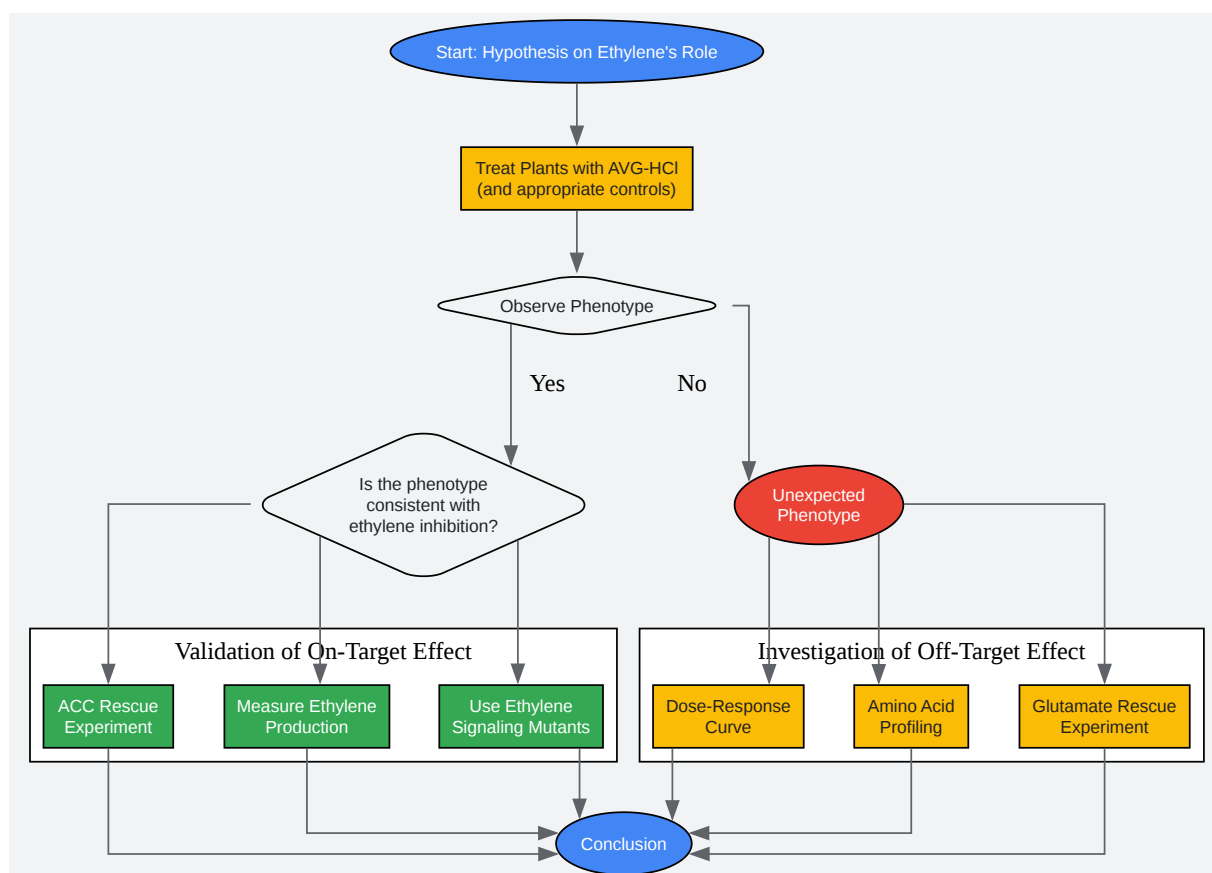 Start: Hypothesis on Ethylene's Role
Treat Plants with AVG-HCl
(and appropriate controls)
Observe Phenotype
Yes
No
Is the phenotype
consistent with
ethylene inhibition?
Unexpected
Phenotype
Validation of On-Target Effect
Investigation of Off-Target Effect
ACC Rescue
Experiment
Measure Ethylene
Production
Use Ethylene
Signaling Mutants
Dose-Response
Curve
Amino Acid
Profiling
Glutamate Rescue
Experiment
Conclusion